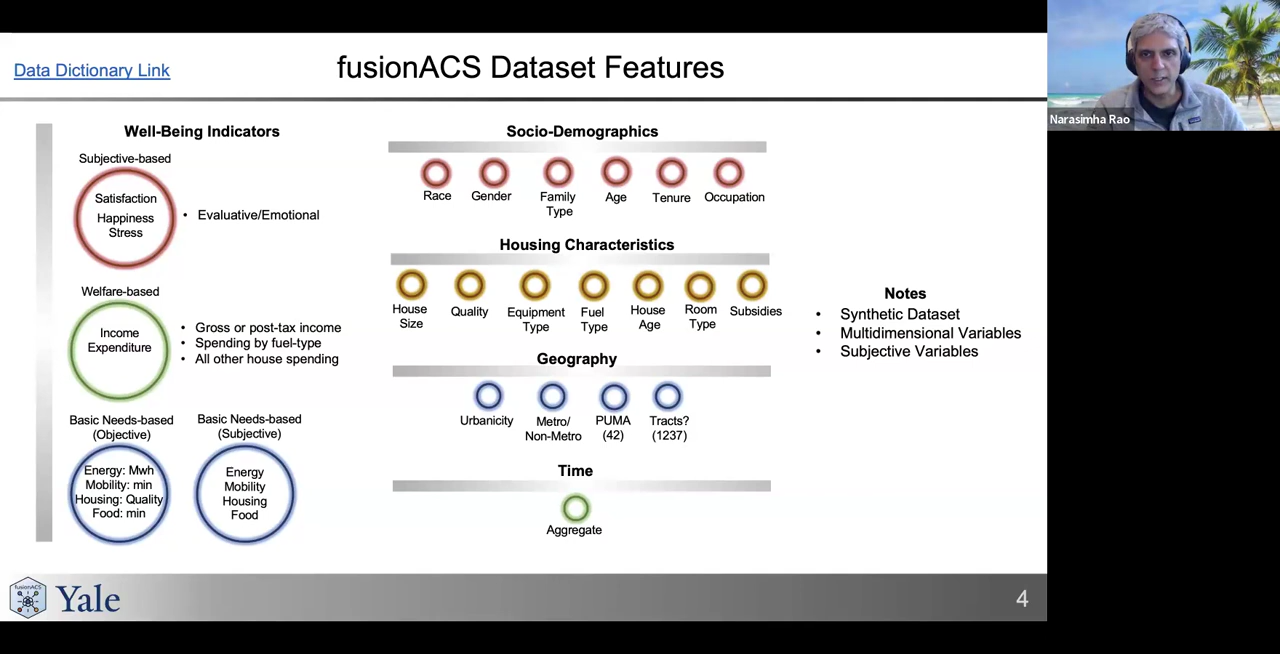 Data Dictionary Link
fusionACS Dataset Features
Well-Being Indicators
Subjective-based
Satisfaction
Happiness
Stress
• Evaluative/Emotional
Welfare-based
Income
Expenditure
• Gross or post-tax income
• Spending by fuel-type
• All other house spending
Basic Needs-based
(Objective)
Energy: Mwh
Mobility: min
Housing: Quality
Food: min
Basic Needs-based
(Subjective)
Energy
Mobility
Housing
Food
Socio-Demographics
Race
Gender
Family
Type
Age
Tenure
Occupation
Housing Characteristics
House
Size
Quality
Equipment
Type
Fuel
Type
House
Age
Room
Type
Subsidies
Geography
Urbanicity
Metro/
Non-Metro
PUMA
(42)
Tracts?
(1237)
Time
Aggregate
Notes
• Synthetic Dataset
• Multidimensional Variables
• Subjective Variables
fusionACS
Yale
4
Narasimha Rao